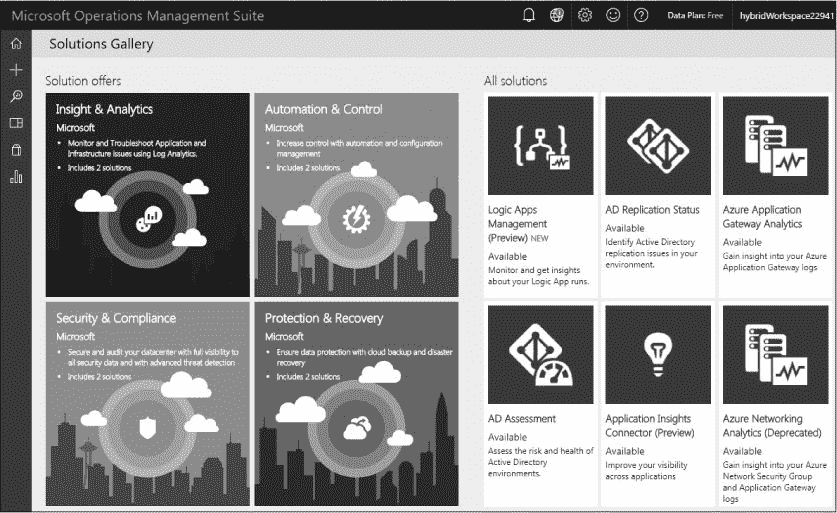 Microsoft Operations Management Suite
Data Plan: Free
hybridWorkspace22941
Solutions Gallery
Solution offers
Insight & Analytics
Microsoft
• Monitor and Troubleshoot Application and
Infrastructure issues using Log Analytics.
• Includes 2 solutions
Automation & Control
Microsoft
• Increase control with automation and configuration
management
• Includes 2 solutions
Security & Compliance
Microsoft
• Secure and audit your datacenter with full visibility to
all security data and with advanced threat detection
• Includes 2 solutions
Protection & Recovery
Microsoft
• Ensure data protection with cloud backup and disaster
recovery
• Includes 2 solutions
All solutions
Logic Apps
Management
(Preview) NEW
Available
Monitor and get insights
about your Logic App runs.
AD Replication Status
Available
Identify Active Directory
replication issues in your
environment.
Azure Application
Gateway Analytics
Available
Gain insight into your Azure
Application Gateway logs
AD Assessment
Available
Assess the risk and health of
Active Directory
environments.
Application Insights
Connector (Preview)
Available
Improve your visibility
across applications
Azure Networking
Analytics (Deprecated)
Available
Gain insight into your Azure
Network Security Group
and Application Gateway
logs